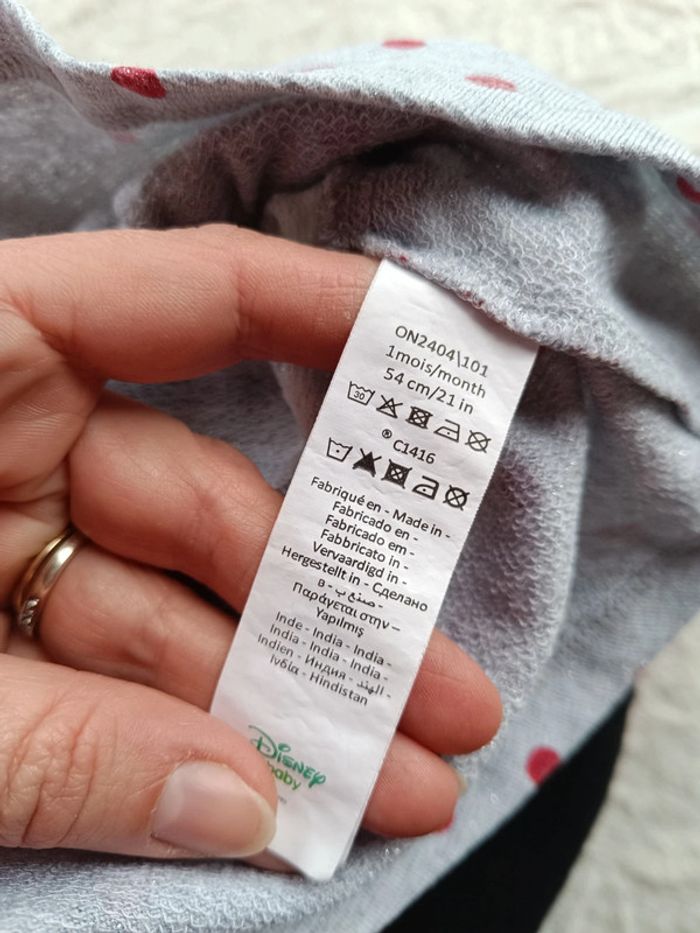 ON2404\101
1mois/month
54 cm/21 in
30
® C1416
Fabriqué en - Made in -
Fabricado en -
Fabricado em -
Fabbricato in -
Vervaardigd in -
Hergestellt in - Сделано
в - صنع ب -
Παράγεται στην –
Yapılmış
Inde - India - India -
India - India - India -
Indien - Индия - الهند -
Ινδία - Hindistan
Disney
baby